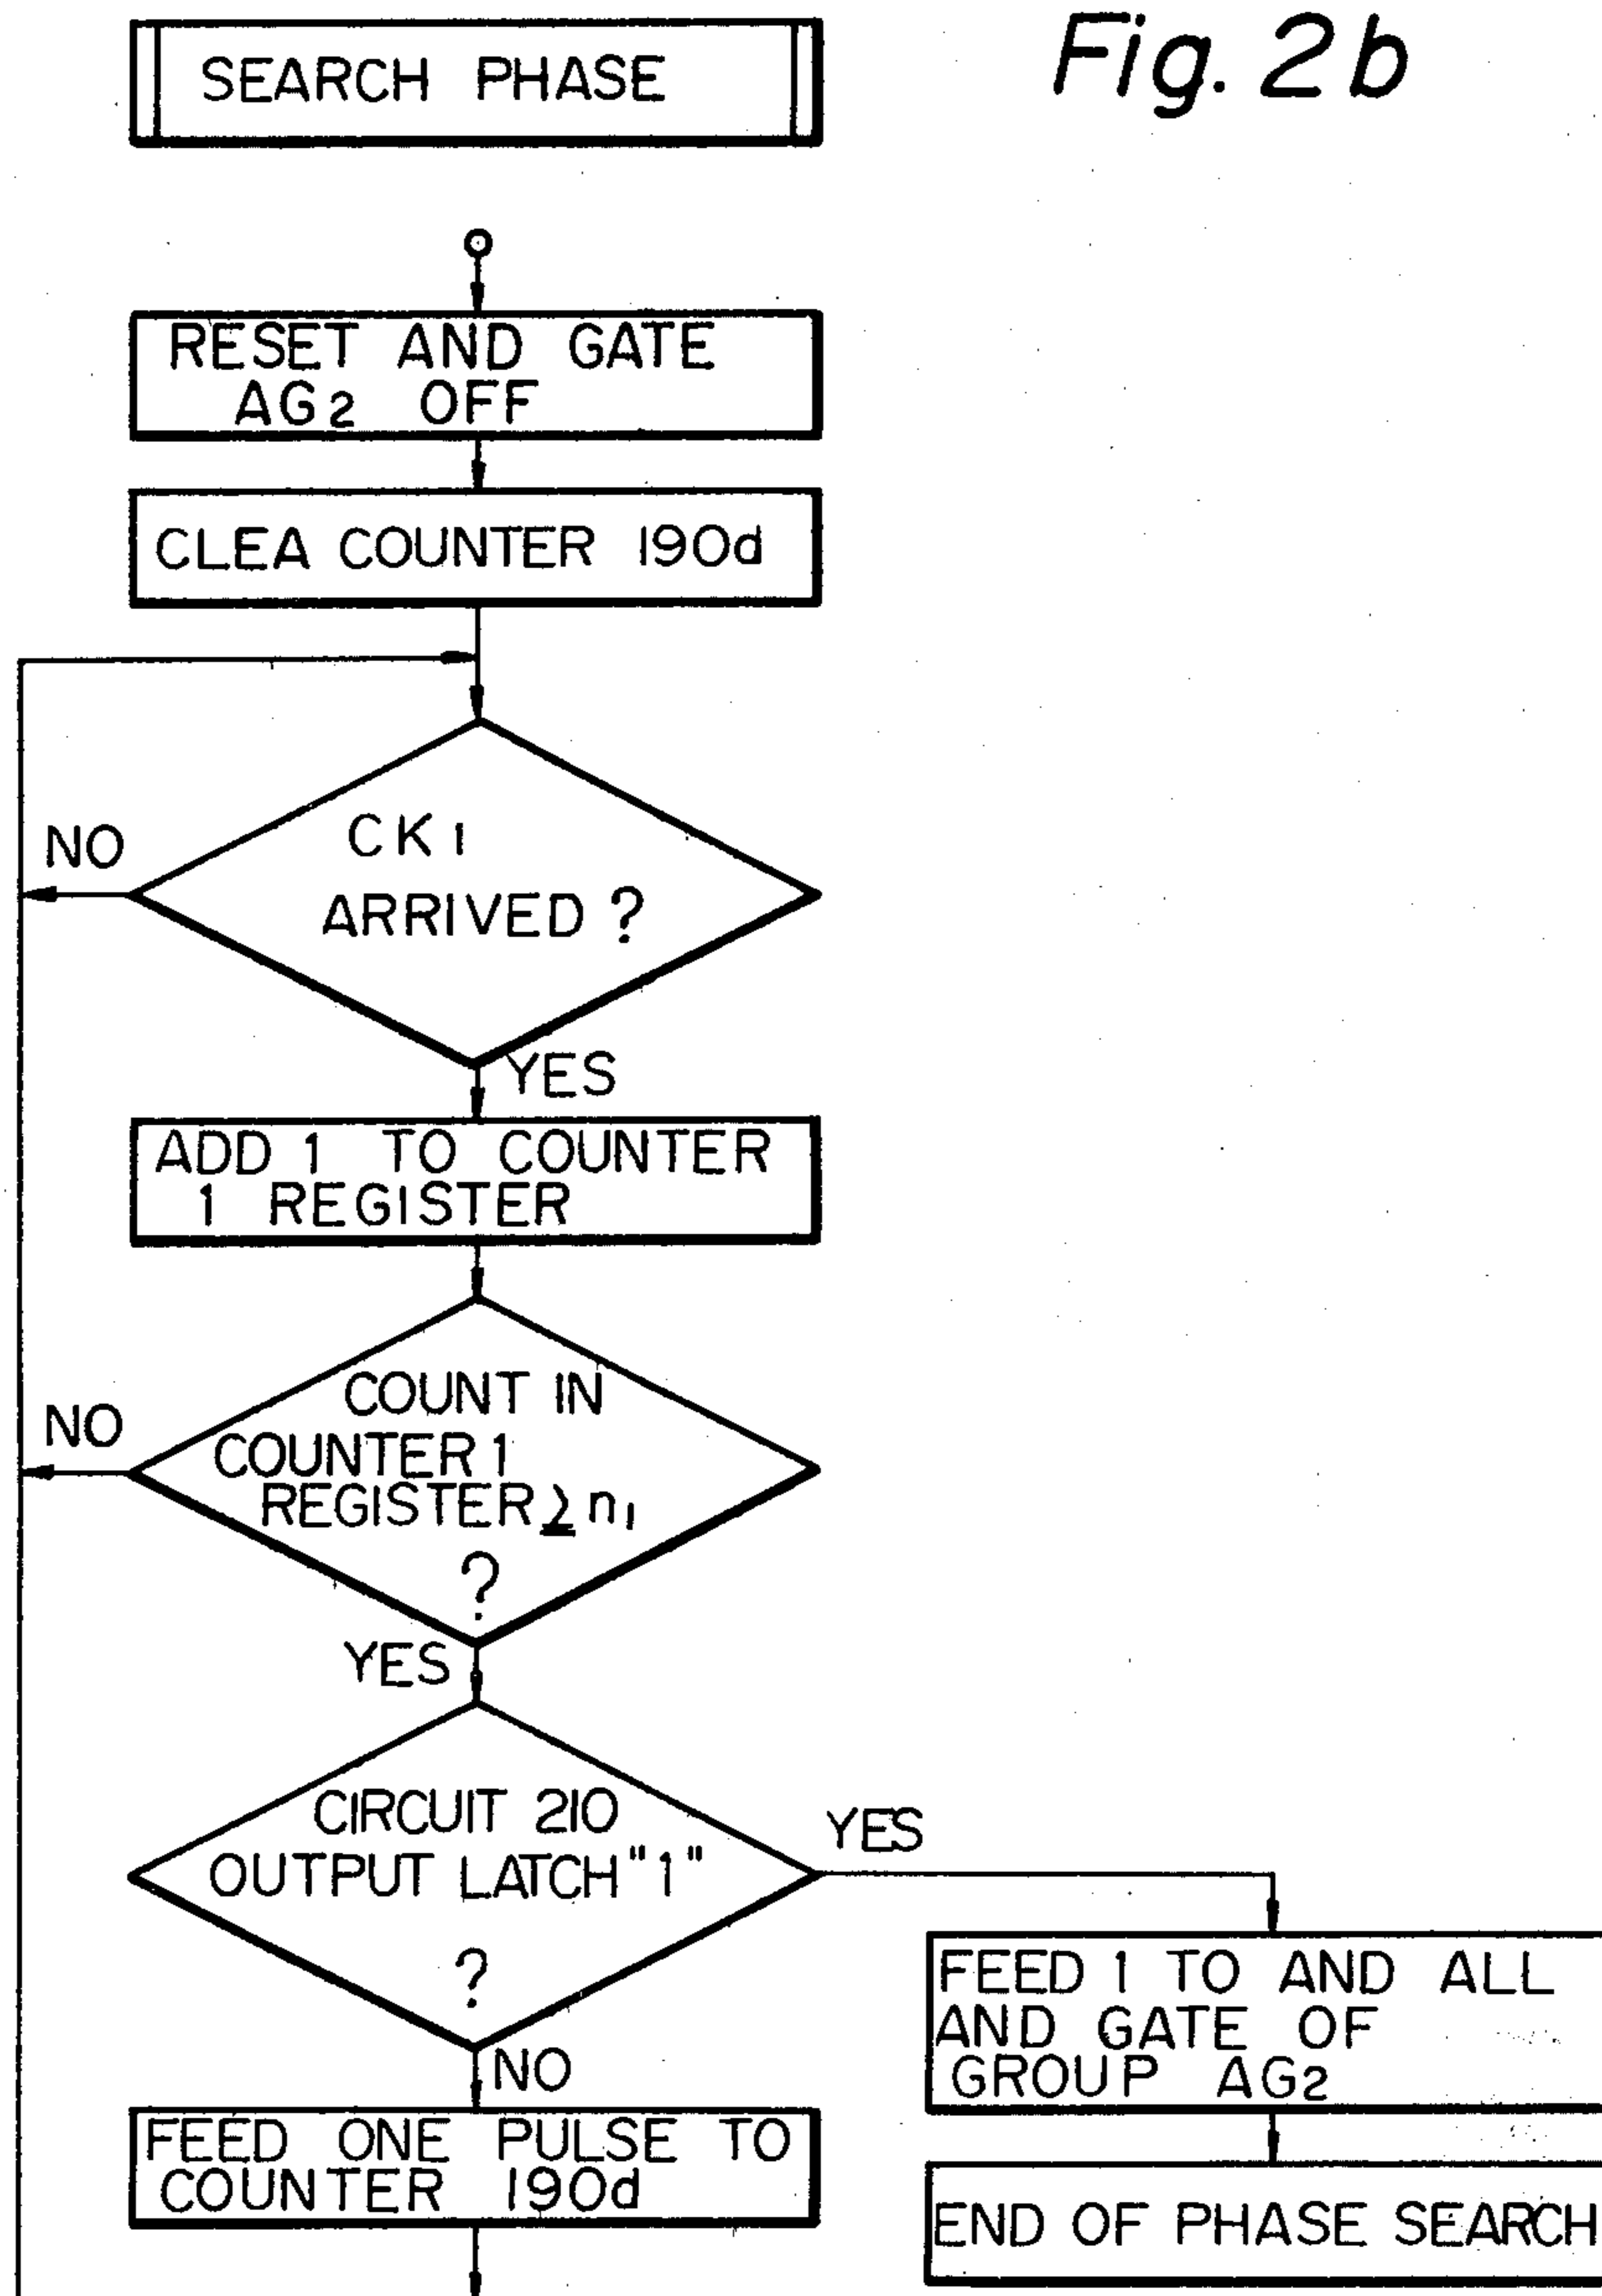 Fig. 2b
SEARCH PHASE
RESET AND GATE
AG2 OFF
CLEA COUNTER 190d
CK1
ARRIVED ?
NO
YES
ADD 1 TO COUNTER
1 REGISTER
COUNT IN
COUNTER 1
REGISTER ≥ n1
?
NO
YES
CIRCUIT 210
OUTPUT LATCH "1"
?
YES
NO
FEED 1 TO AND ALL
AND GATE OF
GROUP AG2
FEED ONE PULSE TO
COUNTER 190d
END OF PHASE SEARCH